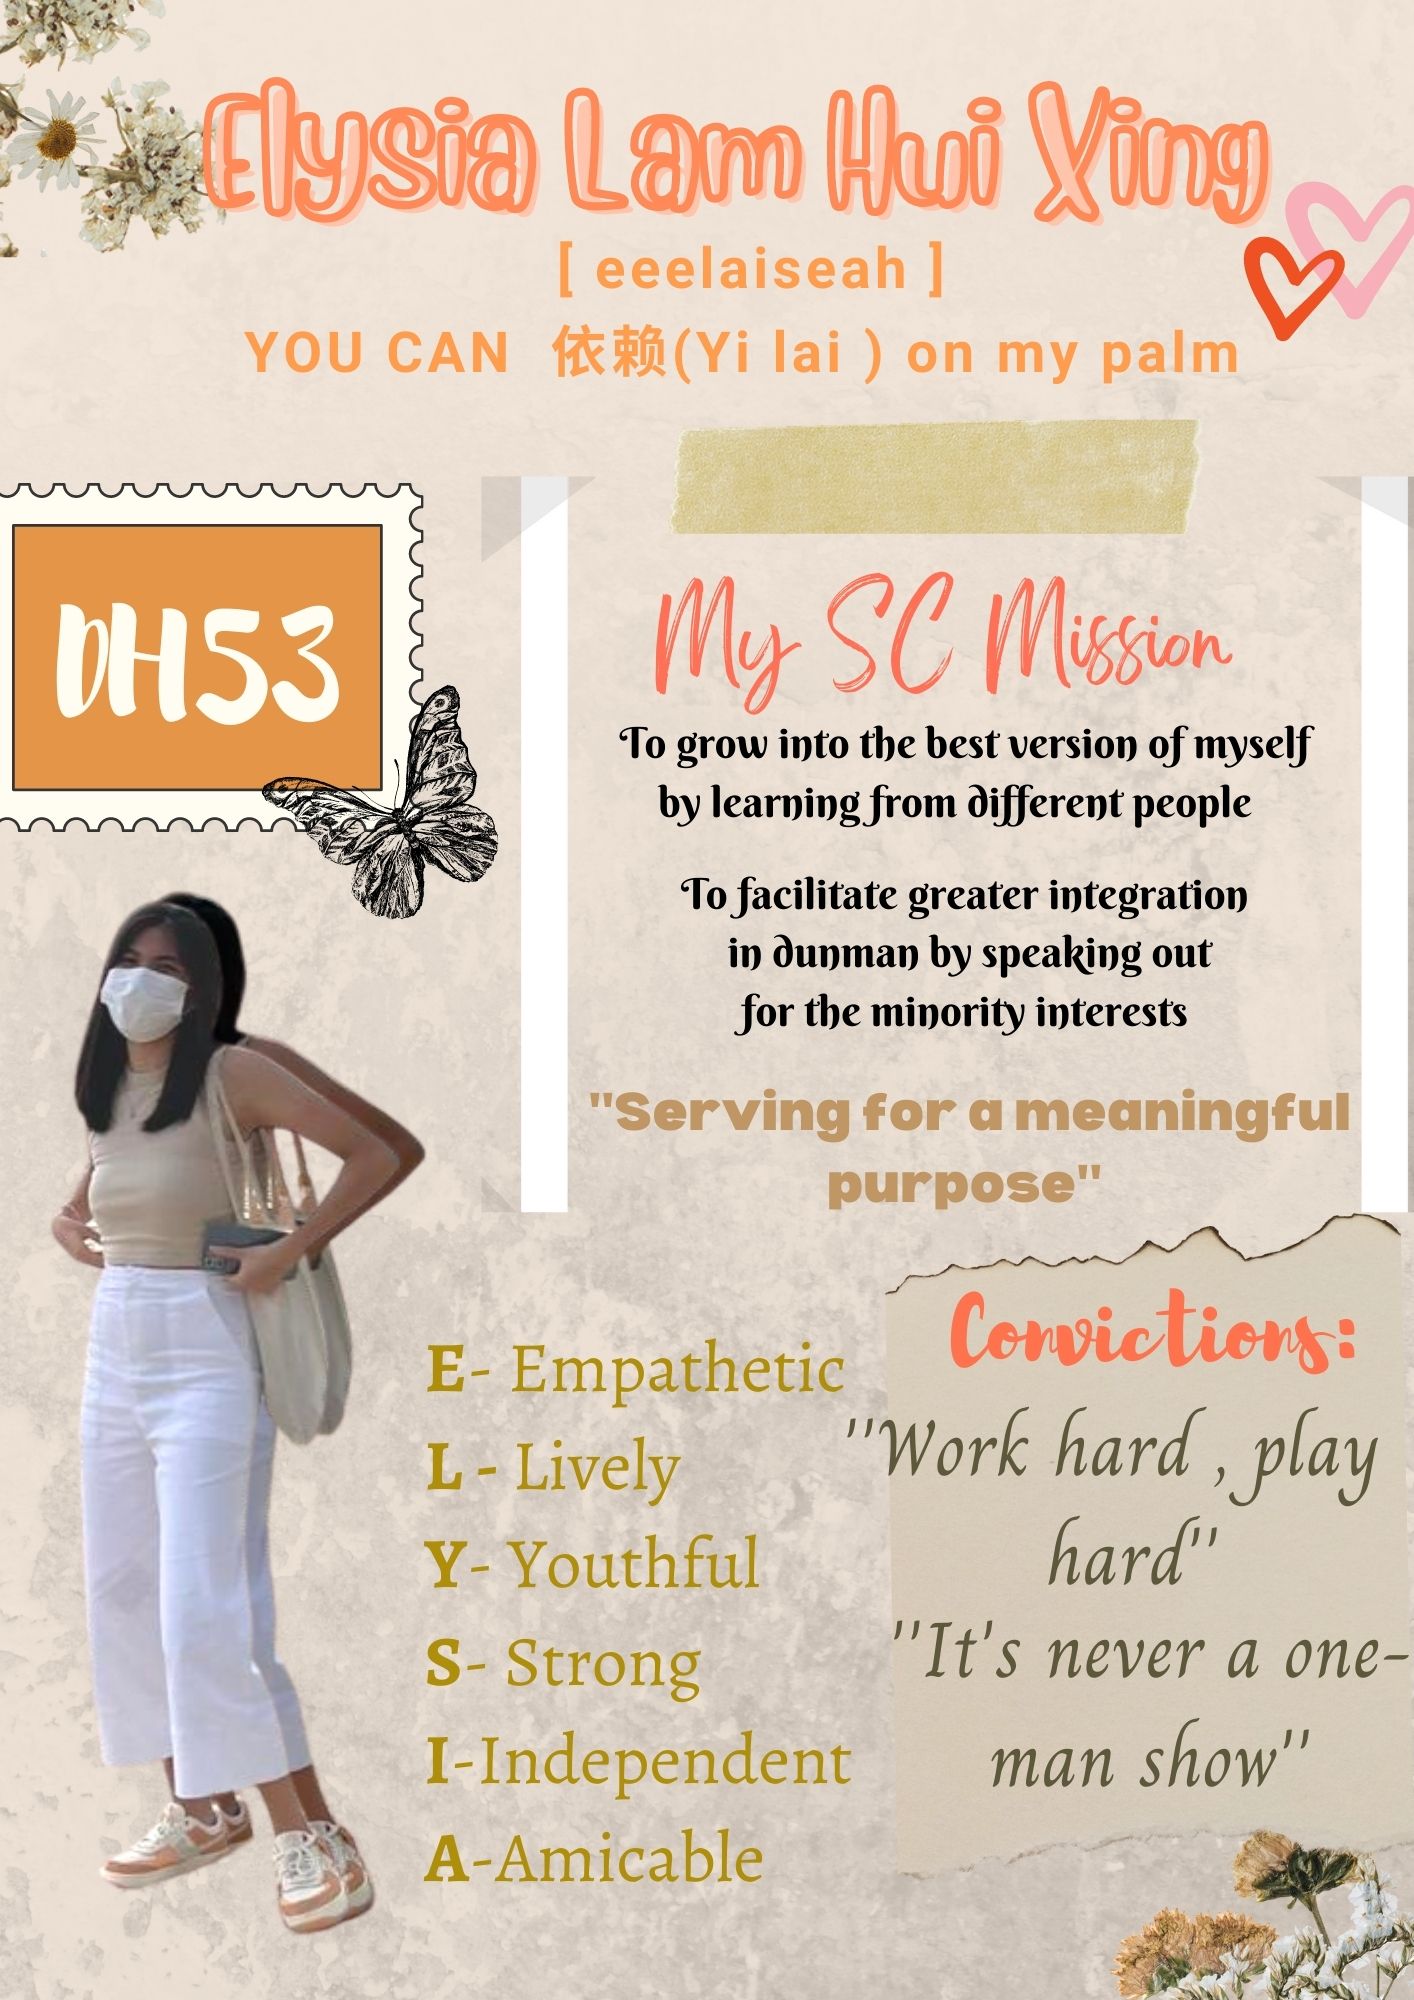 Elysia Lam Hui Xing
[ eeelaiseah ]
YOU CAN 依赖(Yi lai ) on my palm
DH53
My SC Mission
To grow into the best version of myself
by learning from different people
To facilitate greater integration
in dunman by speaking out
for the minority interests
"Serving for a meaningful
purpose"
Convictions:
''Work hard , play
hard''
''It's never a one-
man show''
E- Empathetic
L - Lively
Y- Youthful
S- Strong
I-Independent
A-Amicable